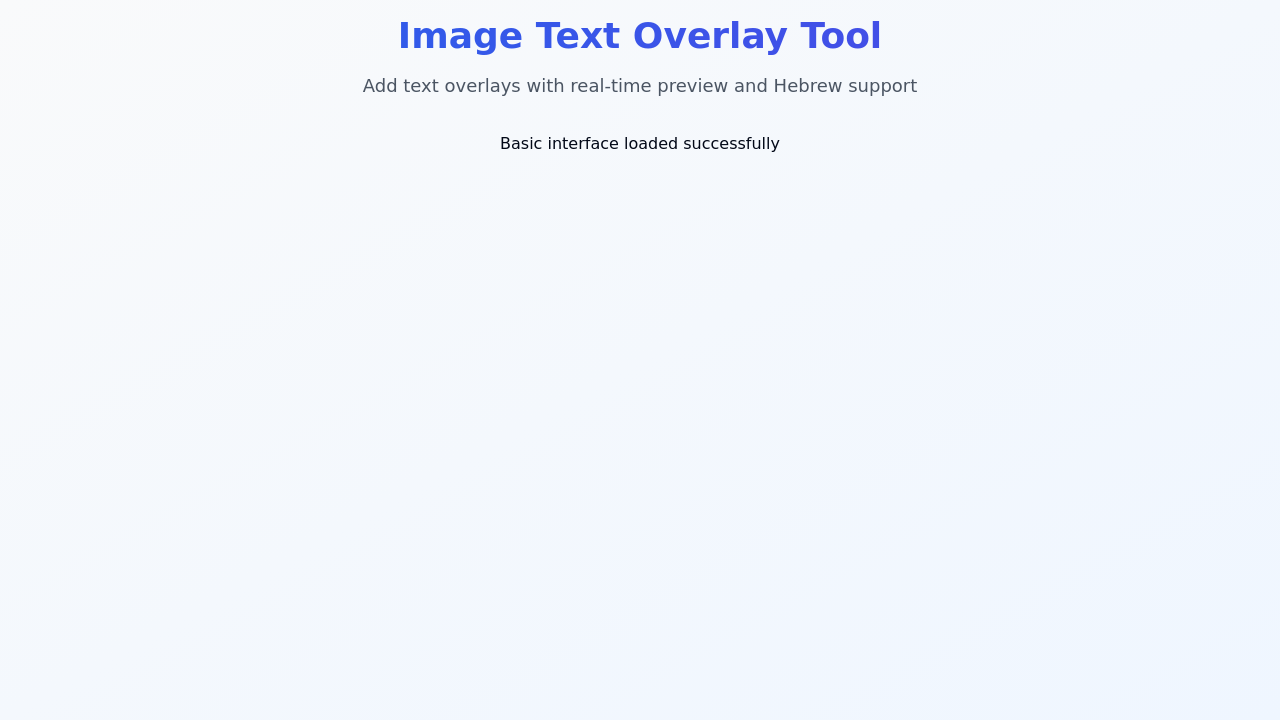 Image Text Overlay Tool
Add text overlays with real-time preview and Hebrew support
Basic interface loaded successfully